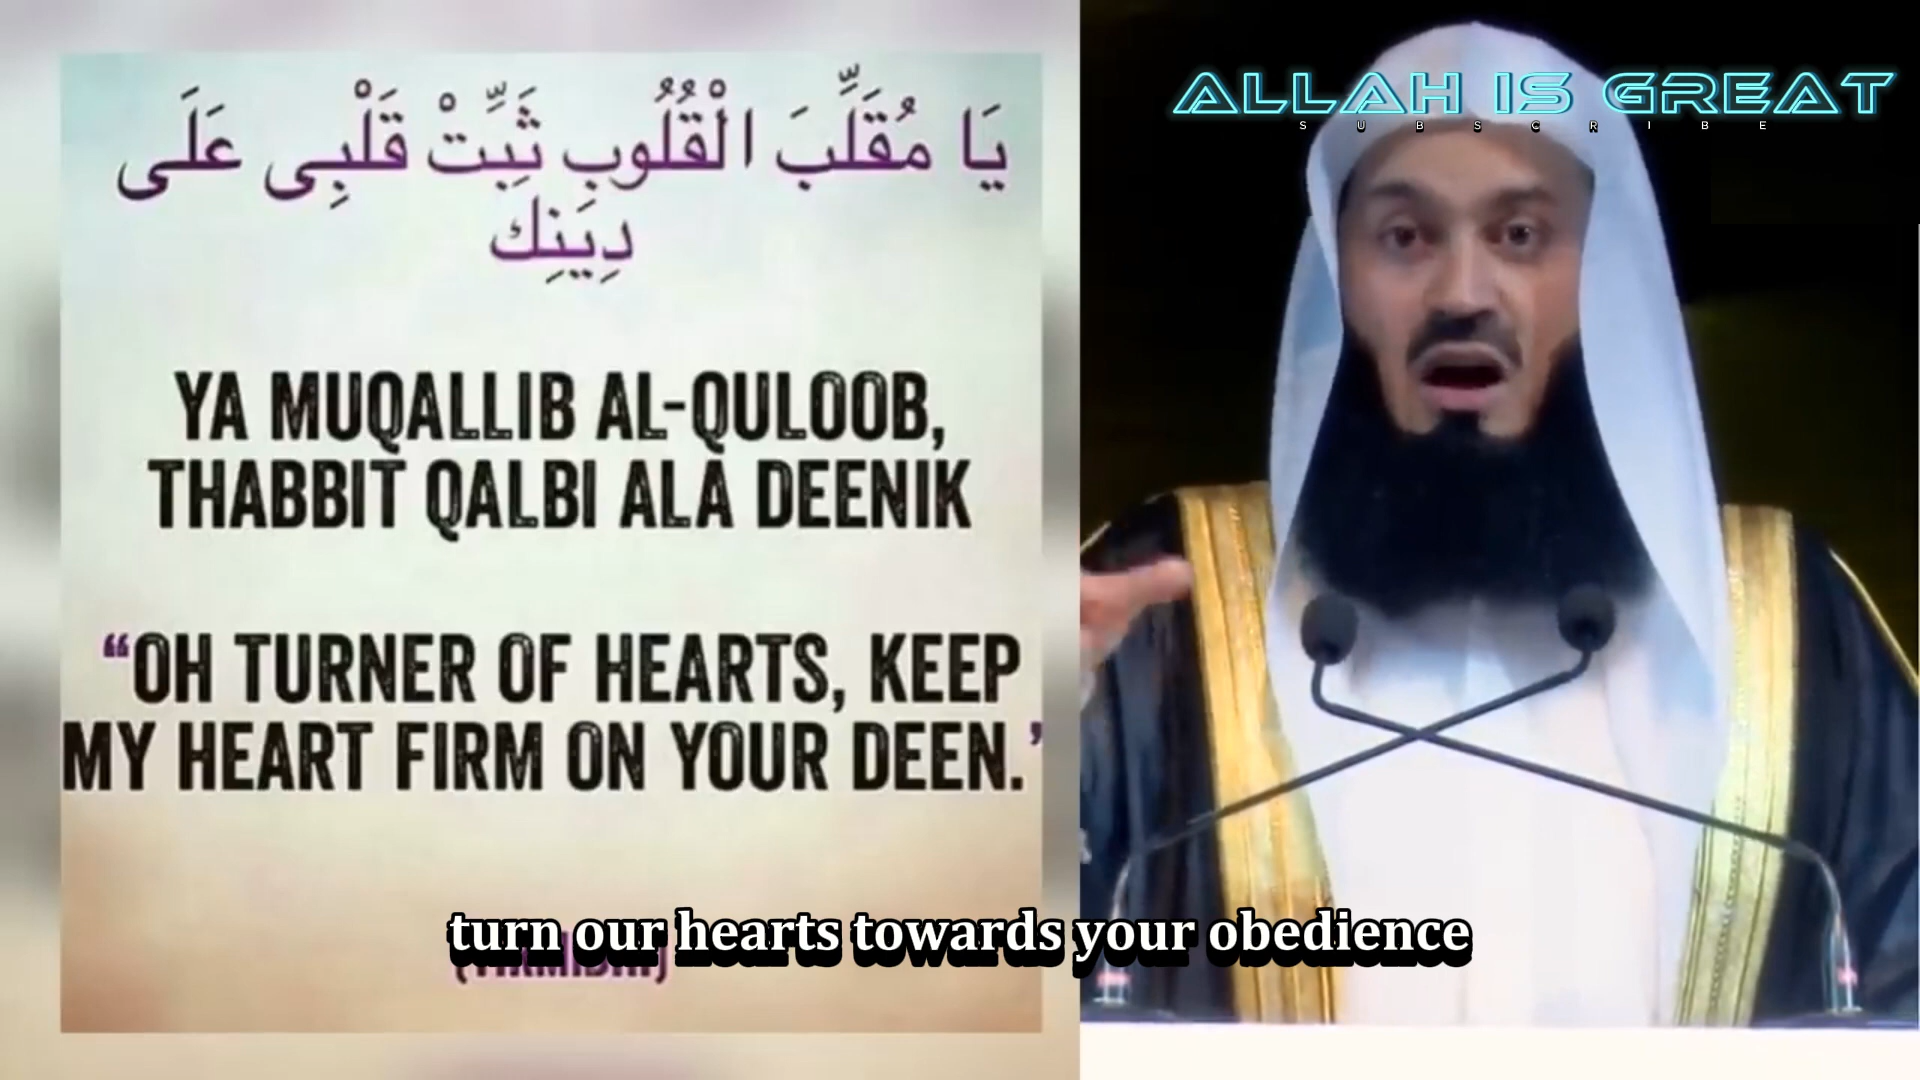 يَا مُقَلِّبَ الْقُلُوبِ ثَبِّتْ قَلْبِى عَلَى
دِيَنِكَ
YA MUQALLIB AL-QULOOB,
THABBIT QALBI ALA DEENIK
“OH TURNER OF HEARTS, KEEP
MY HEART FIRM ON YOUR DEEN.’
ALLAH IS GREAT
SUBSCRIBE
turn our hearts towards your obedience